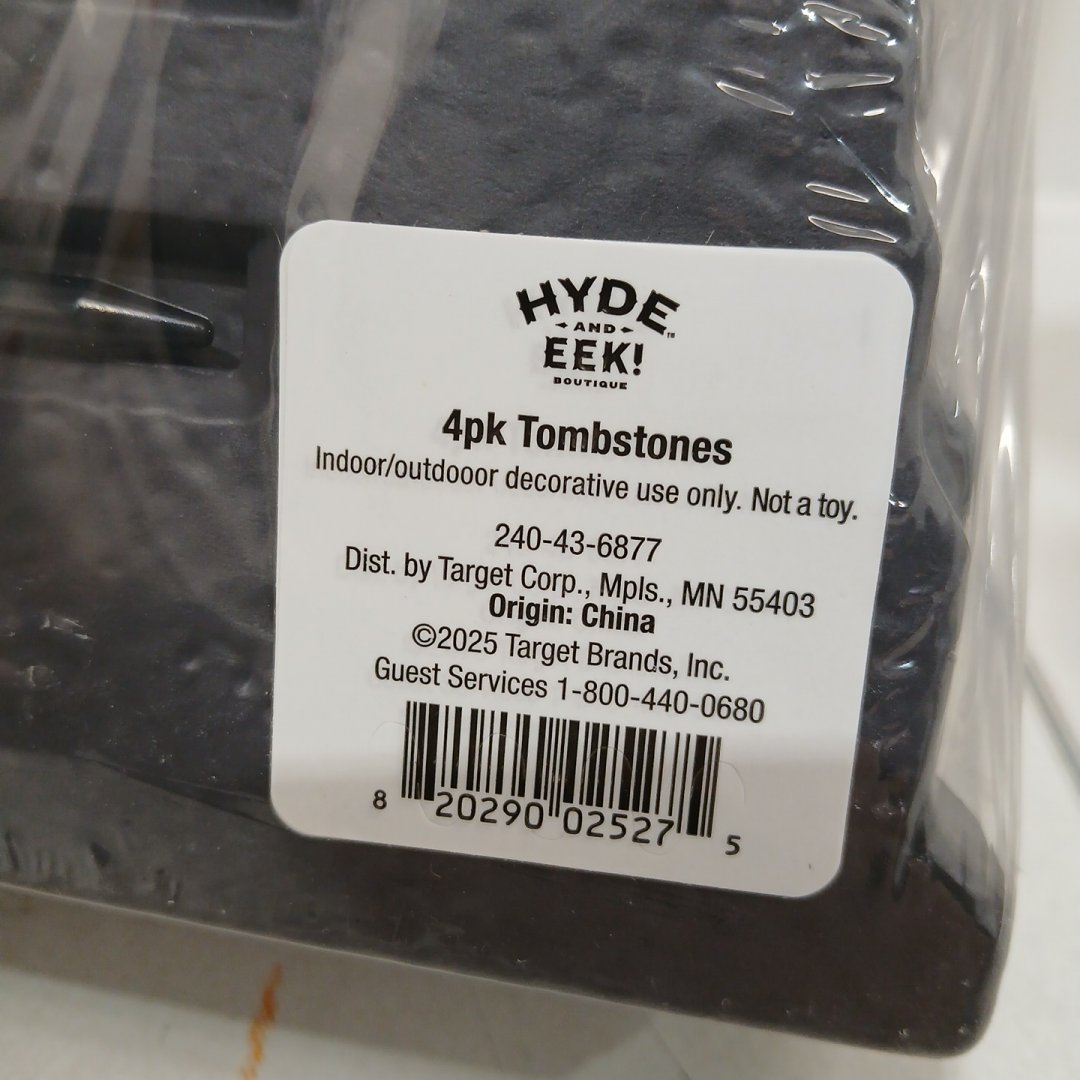 HYDE
AND
EEK!
BOUTIQUE
4pk Tombstones
Indoor/outdooor decorative use only. Not a toy.
240-43-6877
Dist. by Target Corp., Mpls., MN 55403
Origin: China
©2025 Target Brands, Inc.
Guest Services 1-800-440-0680
8 20290 02527 5